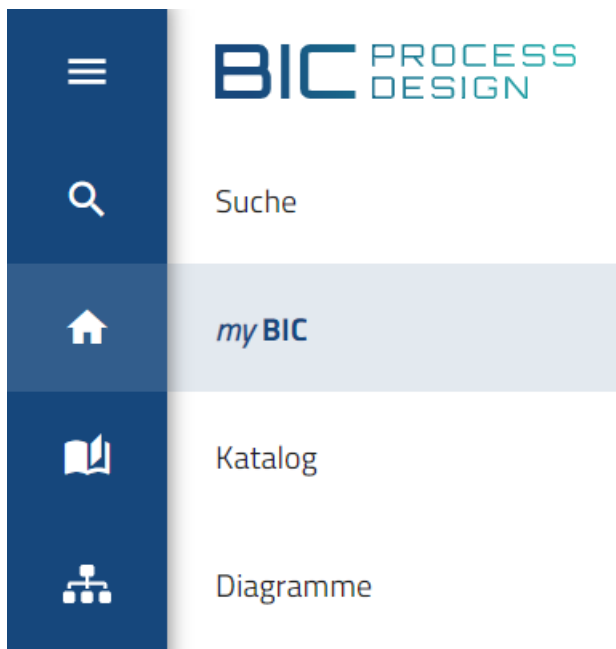 BIC PROCESS
DESIGN
Suche
my BIC
Katalog
Diagramme